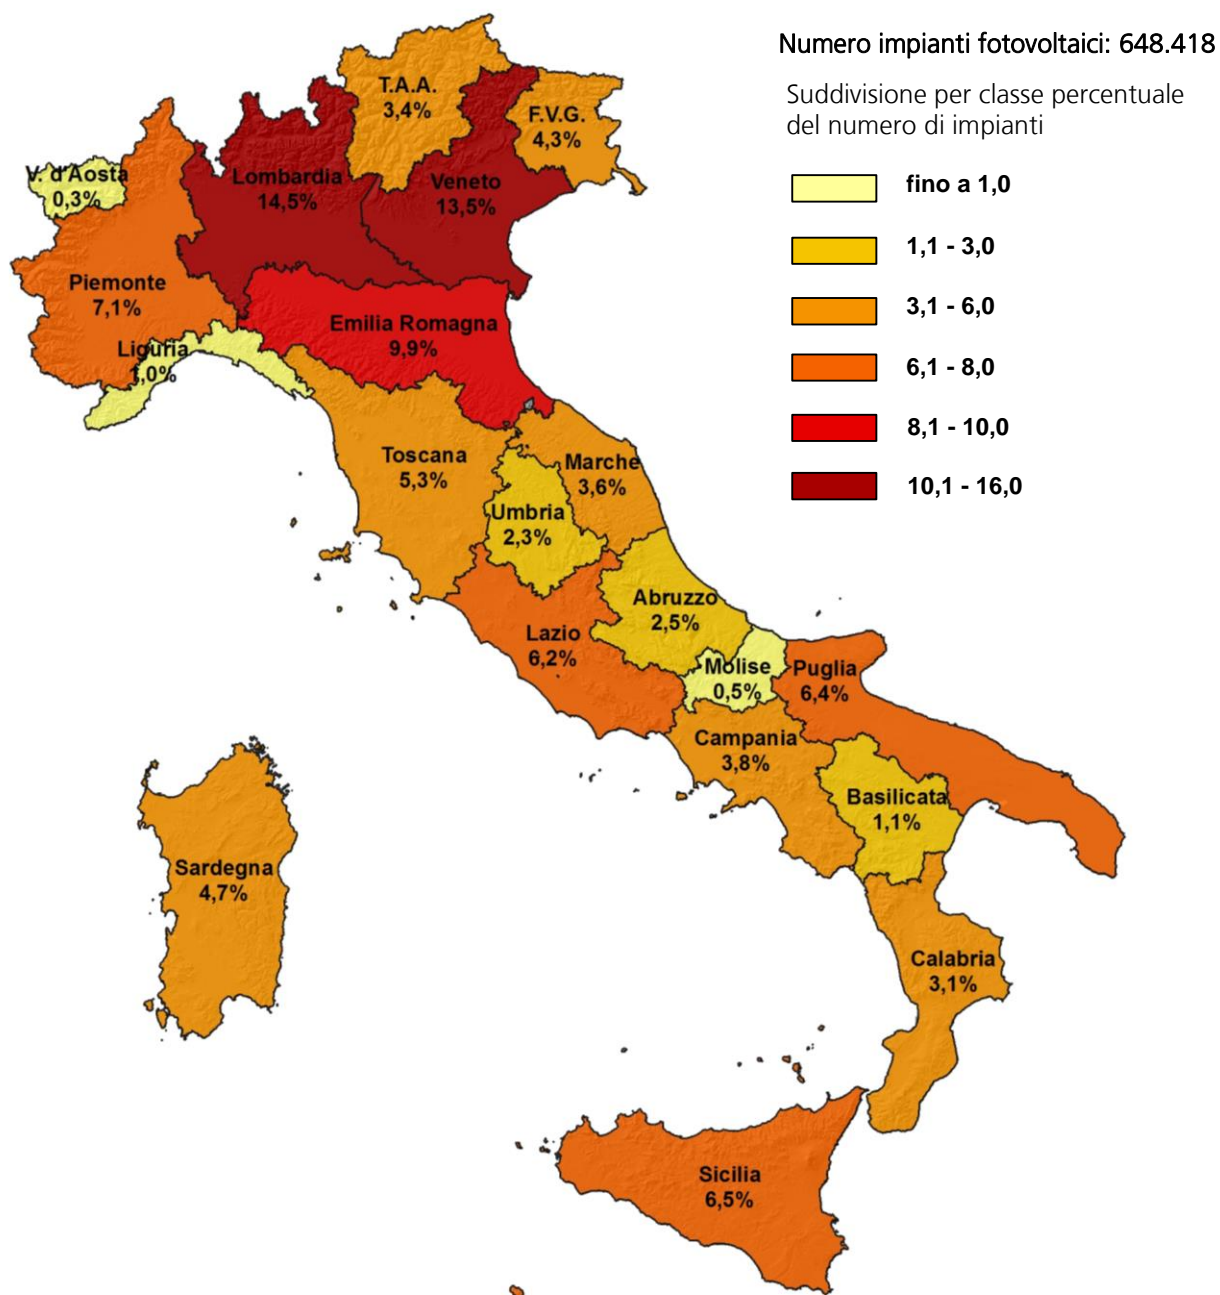 Numero impianti fotovoltaici: 648.418
Suddivisione per classe percentuale
del numero di impianti
fino a 1,0
1,1 - 3,0
3,1 - 6,0
6,1 - 8,0
8,1 - 10,0
10,1 - 16,0
T.A.A.
3,4%
F.V.G.
4,3%
V. d'Aosta
0,3%
Lombardia
14,5%
Veneto
13,5%
Piemonte
7,1%
Emilia Romagna
9,9%
Liguria
1,0%
Toscana
5,3%
Marche
3,6%
Umbria
2,3%
Abruzzo
2,5%
Lazio
6,2%
Molise
0,5%
Puglia
6,4%
Campania
3,8%
Basilicata
1,1%
Sardegna
4,7%
Calabria
3,1%
Sicilia
6,5%